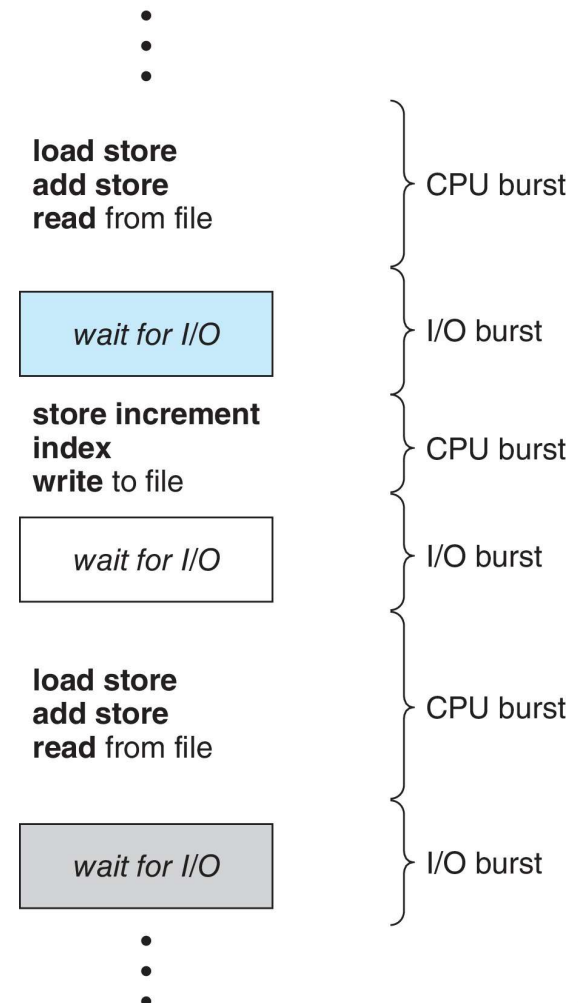 load store
add store
read from file
CPU burst
wait for I/O
I/O burst
store increment
index
write to file
CPU burst
wait for I/O
I/O burst
load store
add store
read from file
CPU burst
wait for I/O
I/O burst